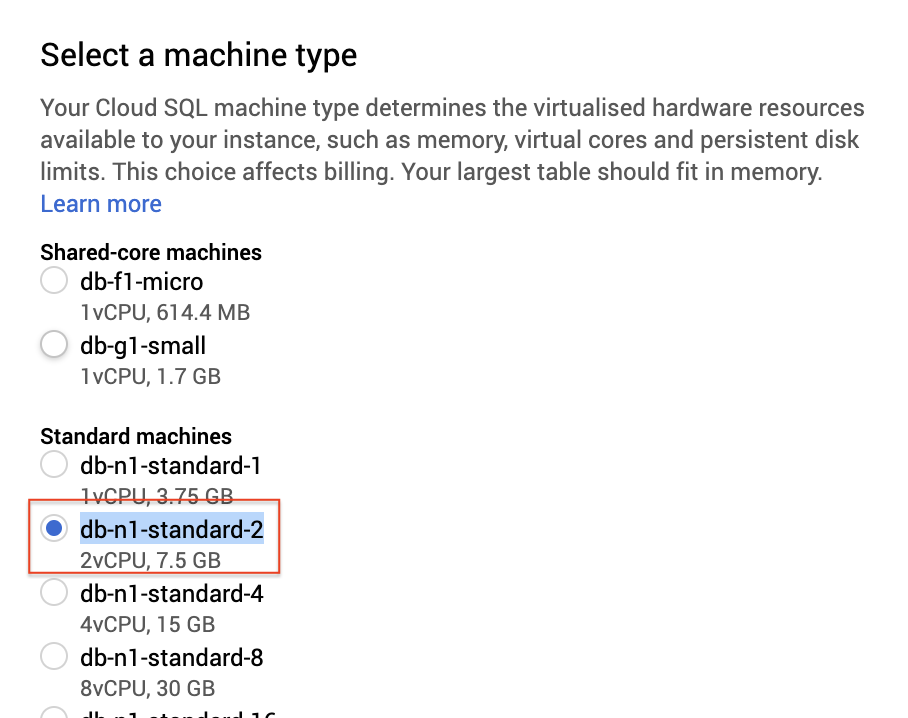 Select a machine type
Your Cloud SQL machine type determines the virtualised hardware resources
available to your instance, such as memory, virtual cores and persistent disk
limits. This choice affects billing. Your largest table should fit in memory.
Learn more
Shared-core machines
db-f1-micro
1vCPU, 614.4 MB
db-g1-small
1vCPU, 1.7 GB
Standard machines
db-n1-standard-1
1vCPU, 3.75 GB
db-n1-standard-2
2vCPU, 7.5 GB
db-n1-standard-4
4vCPU, 15 GB
db-n1-standard-8
8vCPU, 30 GB
db-n1-standard-16